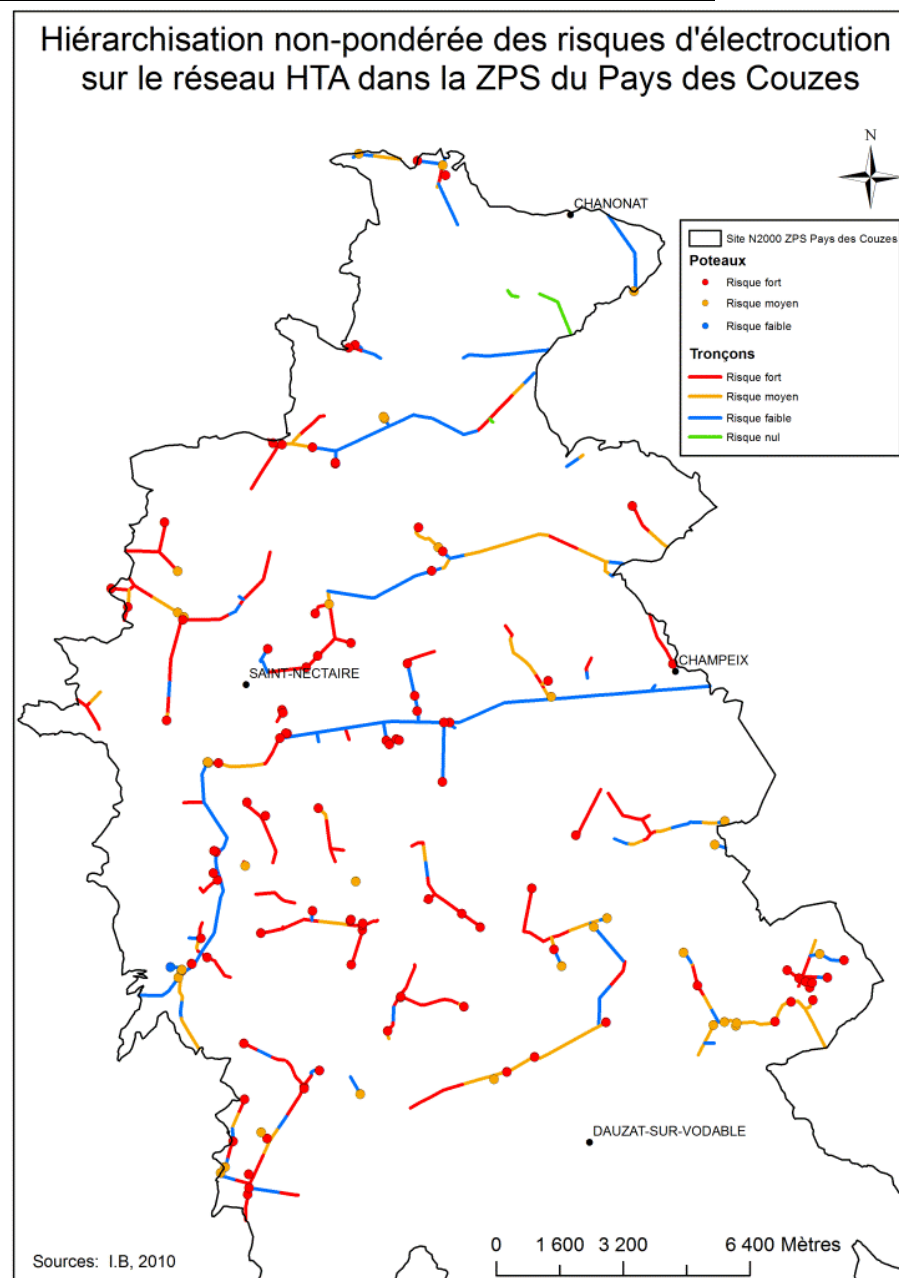 Hiérarchisation non-pondérée des risques d'électrocution
sur le réseau HTA dans la ZPS du Pays des Couzes
N
CHANONAT
Site N2000 ZPS Pays des Couzes
Poteaux
Risque fort
Risque moyen
Risque faible
Tronçons
Risque fort
Risque moyen
Risque faible
Risque nul
CHAMPEIX
SAINT-NECTAIRE
DAUZAT-SUR-VODABLE
Sources: I.B, 2010
0 1 600 3 200 6 400 Mètres